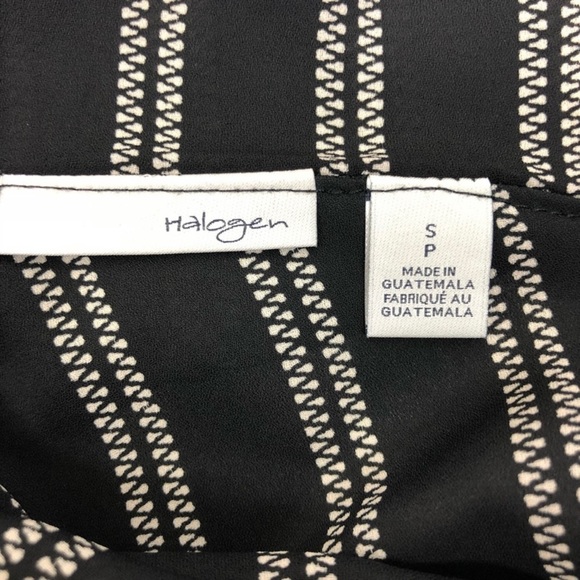 Halogen
S
P
MADE IN
GUATEMALA
FABRIQUÉ AU
GUATEMALA